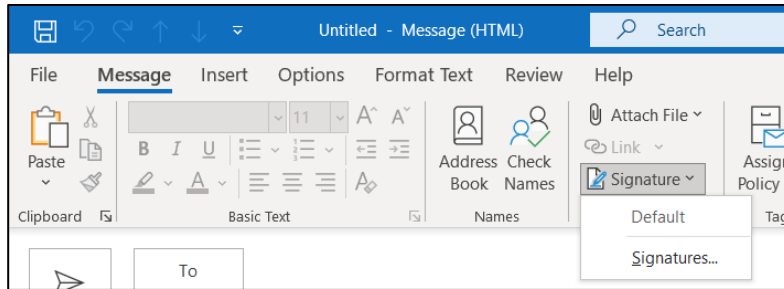 Untitled - Message (HTML)
Search
File Message Insert Options Format Text Review Help
Paste
11
A A
B I U
A
A
Address Book
Check Names
Attach File
Link
Signature
Assign Policy
Clipboard
Basic Text
Names
Default
Signatures...
To